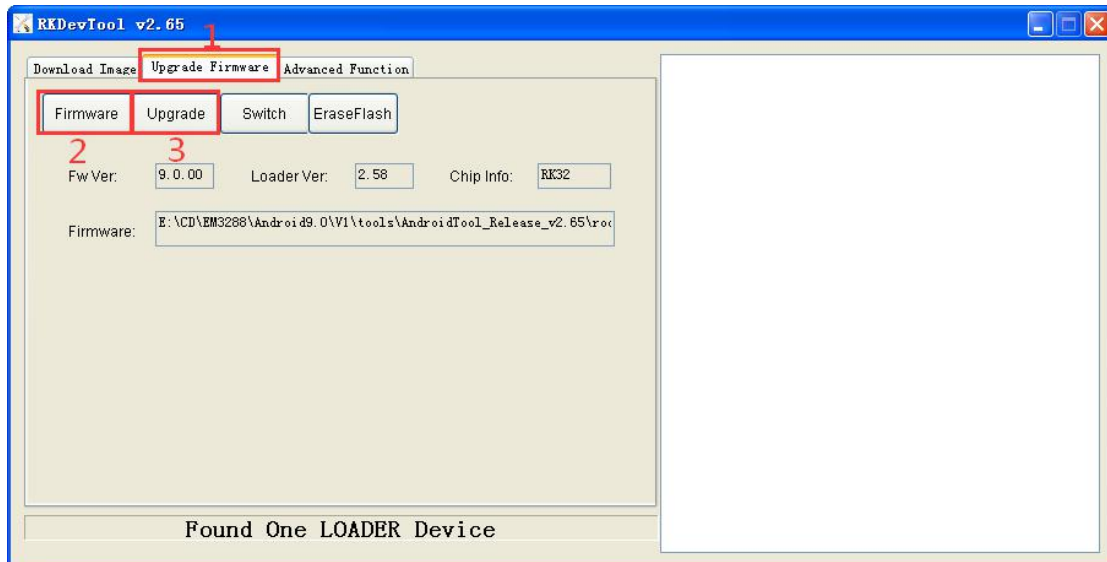 RKDevTool v2.65
1
Download Image Upgrade Firmware Advanced Function
Firmware Upgrade Switch EraseFlash
2 3
Fw Ver: 9.0.00 Loader Ver: 2.58 Chip Info: RK32
Firmware: E:\CD\EM3288\Android9.0\V1\tools\AndroidTool_Release_v2.65\roc
Found One LOADER Device